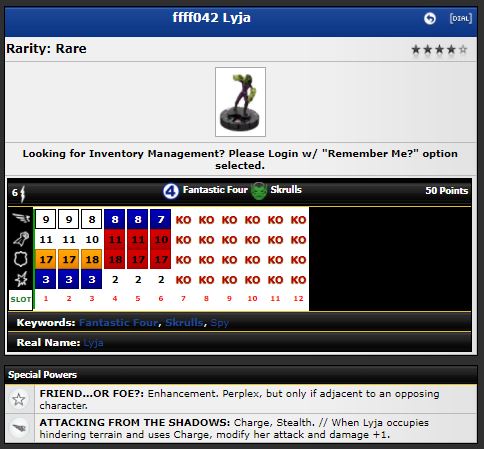 ffff042 Lyja
[DIAL]
Rarity: Rare
Looking for Inventory Management? Please Login w/ "Remember Me?" option
selected.
6 4 Fantastic Four Skrulls 50 Points
9 9 8 8 8 7 KO KO KO KO KO KO
11 11 10 11 11 10 KO KO KO KO KO KO
17 17 18 18 17 17 KO KO KO KO KO KO
3 3 3 2 2 2 KO KO KO KO KO KO
SLOT 1 2 3 4 5 6 7 8 9 10 11 12
Keywords: Fantastic Four, Skrulls, Spy
Real Name: Lyja
Special Powers
FRIEND...OR FOE?: Enhancement. Perplex, but only if adjacent to an opposing
character.
ATTACKING FROM THE SHADOWS: Charge, Stealth. // When Lyja occupies
hindering terrain and uses Charge, modify her attack and damage +1.